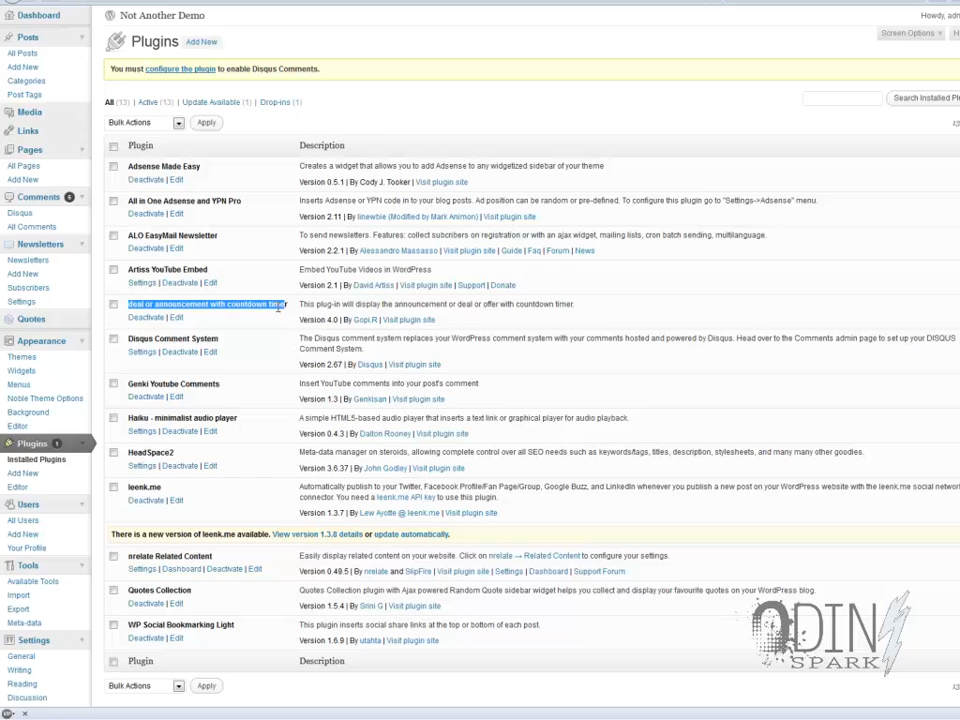 Dashboard
Posts
All Posts
Add New
Categories
Post Tags
Media
Links
Pages
All Pages
Add New
Comments 6
Disqus
All Comments
Newsletters
Newsletters
Add New
Subscribers
Settings
Quotes
Appearance
Themes
Widgets
Menus
Noble Theme Options
Background
Editor
Plugins 1
Installed Plugins
Add New
Editor
Users
All Users
Add New
Your Profile
Tools
Available Tools
Import
Export
Meta-data
Settings
General
Writing
Reading
Discussion
Not Another Demo
Howdy,
Plugins Add New
Screen Options
You must configure the plugin to enable Disqus Comments.
All (13) | Active (13) | Update Available (1) | Drop-ins (1)
Search Installed
Bulk Actions Apply
Plugin Description
Adsense Made Easy
Creates a widget that allows you to add Adsense to any widgetized sidebar of your theme
Deactivate | Edit
Version 0.5.1 | By Cody J. Tooker | Visit plugin site
All in One Adsense and YPN Pro
Inserts Adsense or YPN code in to your blog posts. Ad position can be random or pre-defined. To configure this plugin go to "Settings->Adsense" menu.
Deactivate | Edit
Version 2.11 | By linewbie (Modified by Mark Animon) | Visit plugin site
ALO EasyMail Newsletter
To send newsletters. Features: collect subcribers on registration or with an ajax widget, mailing lists, cron batch sending, multilanguage.
Deactivate | Edit
Version 2.2.1 | By Alessandro Massasso | Visit plugin site | Guide | Faq | Forum | News
Artiss YouTube Embed
Embed YouTube Videos in WordPress
Settings | Deactivate | Edit
Version 2.1 | By David Artiss | Visit plugin site | Support | Donate
deal or announcement with countdown timer
This plug-in will display the announcement or deal or offer with countdown timer.
Deactivate | Edit
Version 4.0 | By Gopi.R | Visit plugin site
Disqus Comment System
The Disqus comment system replaces your WordPress comment system with your comments hosted and powered by Disqus. Head over to the Comments admin page to set up your DISQUS
Comment System.
Settings | Deactivate | Edit
Version 2.67 | By Disqus | Visit plugin site
Genki Youtube Comments
Insert YouTube comments into your post's comment
Deactivate | Edit
Version 1.3 | By Genkisan | Visit plugin site
Haiku - minimalist audio player
A simple HTML5-based audio player that inserts a text link or graphical player for audio playback.
Settings | Deactivate | Edit
Version 0.4.3 | By Dalton Rooney | Visit plugin site
HeadSpace2
Meta-data manager on steroids, allowing complete control over all SEO needs such as keywords/tags, titles, description, stylesheets, and many many other goodies.
Settings | Deactivate | Edit
Version 3.6.37 | By John Godley | Visit plugin site
leenk.me
Automatically publish to your Twitter, Facebook Profile/Fan Page/Group, Google Buzz, and LinkedIn whenever you publish a new post on your WordPress website with the leenk.me social network
connector. You need a leenk.me API key to use this plugin.
Deactivate | Edit
Version 1.3.7 | By Lew Ayotte @ leenk.me | Visit plugin site
There is a new version of leenk.me available. View version 1.3.8 details or update automatically.
nrelate Related Content
Easily display related content on your website. Click on nrelate → Related Content to configure your settings.
Settings | Dashboard | Deactivate | Edit
Version 0.49.5 | By nrelate and SlipFire | Visit plugin site | Settings | Dashboard | Support Forum
Quotes Collection
Quotes Collection plugin with Ajax powered Random Quote sidebar widget helps you collect and display your favourite quotes on your WordPress blog.
Deactivate | Edit
Version 1.5.4 | By Srini G | Visit plugin site
WP Social Bookmarking Light
This plugin inserts social share links at the top or bottom of each post.
Deactivate | Edit
Version 1.6.9 | By utahta | Visit plugin site
Plugin Description
Bulk Actions Apply
ODIN
SPARK